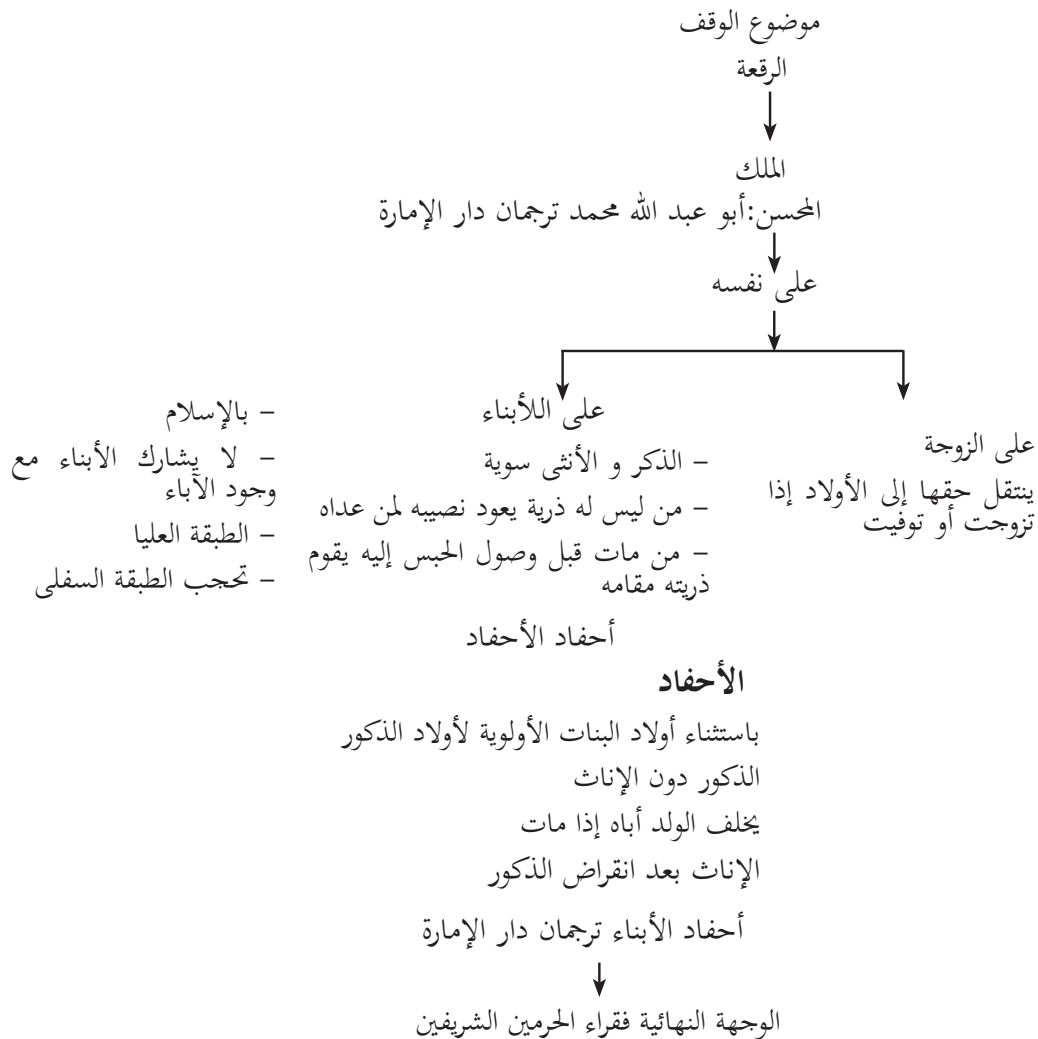 موضوع الوقف
الرقعة
الملك
المحسن:أبو عبد الله محمد ترجمان دار الإمارة
على نفسه
على الزوجة
ينتقل حقها إلى الأولاد إذا
تزوجت أو توفيت
على اللأبناء
– الذكر و الأنثى سوية
– من ليس له ذرية يعود نصيبه لمن عداه
– من مات قبل وصول الحبس إليه يقوم
ذريته مقامه
– بالإسلام
– لا يشارك الأبناء مع
وجود الآباء
– الطبقة العليا
– تحجب الطبقة السفلى
أحفاد الأحفاد
الأحفاد
باستثناء أولاد البنات الأولوية لأولاد الذكور
الذكور دون الإناث
يخلف الولد أباه إذا مات
الإناث بعد انقراض الذكور
أحفاد الأبناء ترجمان دار الإمارة
الوجهة النهائية فقراء الحرمين الشريفين